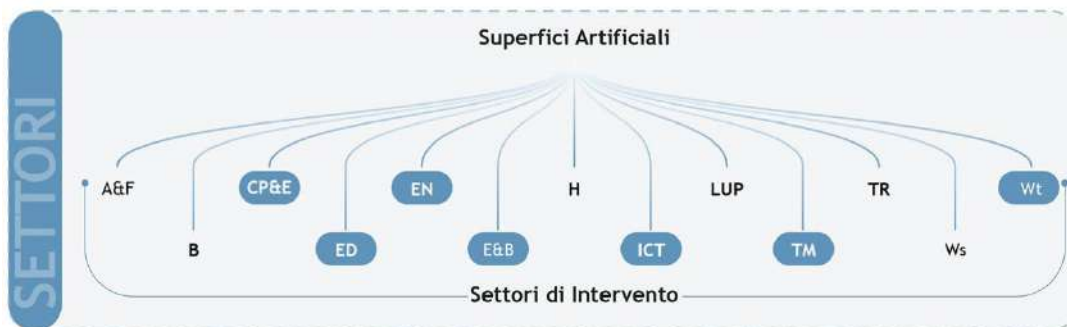 SETTORI
Superfici Artificiali
A&F
CP&E
EN
H
LUP
TR
Wt
B
ED
E&B
ICT
TM
Ws
Settori di Intervento